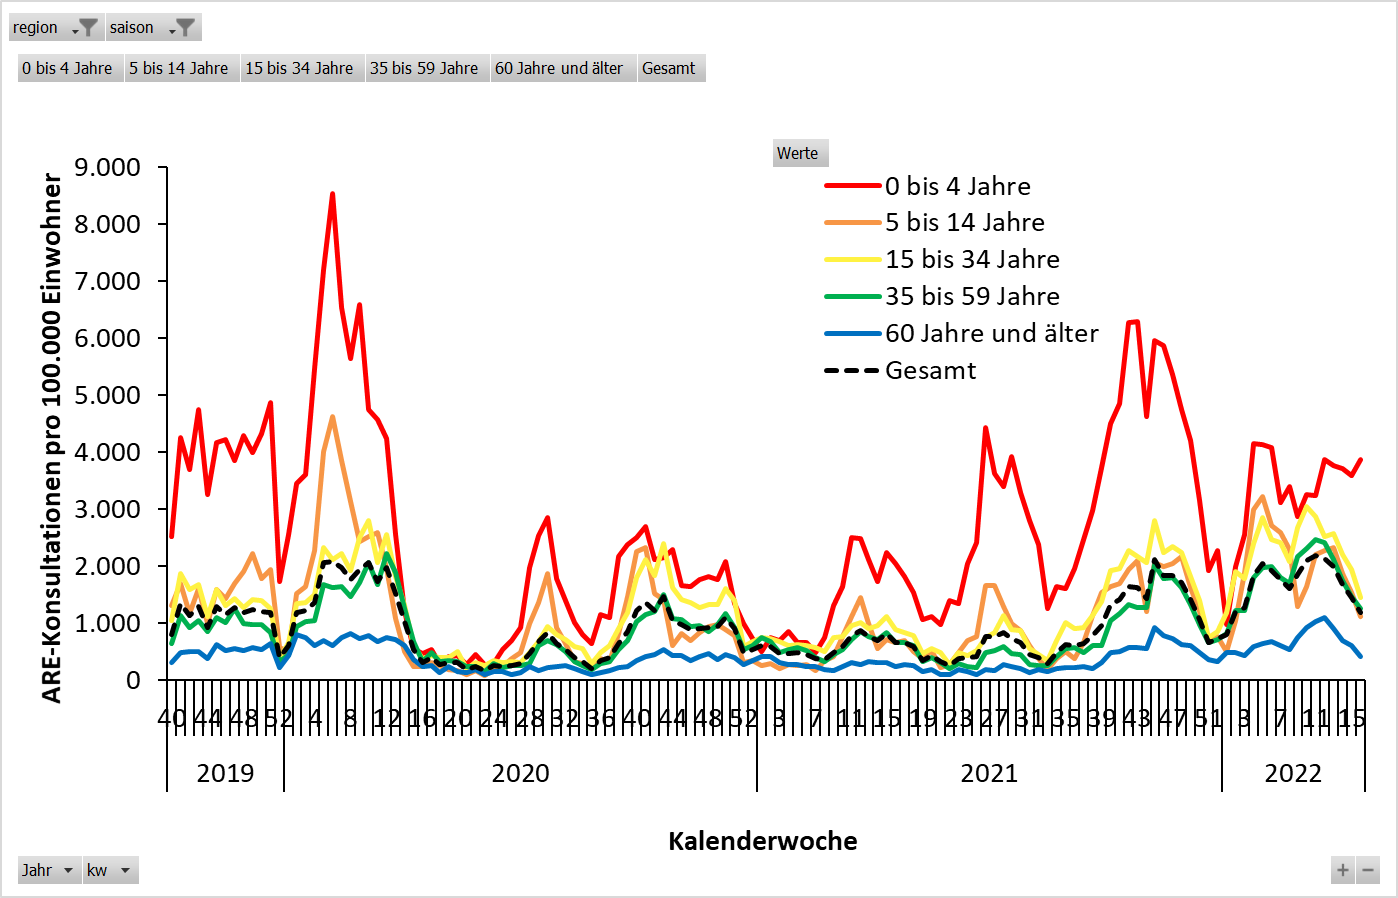 region saison
0 bis 4 Jahre 5 bis 14 Jahre 15 bis 34 Jahre 35 bis 59 Jahre 60 Jahre und älter Gesamt
Werte
0 bis 4 Jahre
5 bis 14 Jahre
15 bis 34 Jahre
35 bis 59 Jahre
60 Jahre und älter
Gesamt
ARE-Konsultationen pro 100.000 Einwohner
9.000
8.000
7.000
6.000
5.000
4.000
3.000
2.000
1.000
0
40 44 48 52 4 8 12 16 20 24 28 32 36 40 44 48 52 3 7 11 15 19 23 27 31 35 39 43 47 51 3 7 11 15
2019 2020 2021 2022
Kalenderwoche
Jahr kw + −